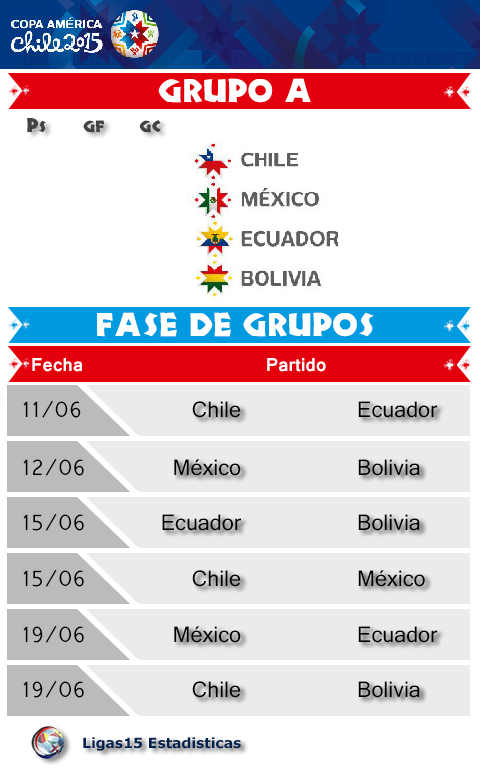 COPA AMÉRICA
Chile2015
GRUPO A
Ps GF GC
CHILE
MÉXICO
ECUADOR
BOLIVIA
FASE DE GRUPOS
Fecha Partido
11/06 Chile Ecuador
12/06 México Bolivia
15/06 Ecuador Bolivia
15/06 Chile México
19/06 México Ecuador
19/06 Chile Bolivia
Ligas15 Estadisticas